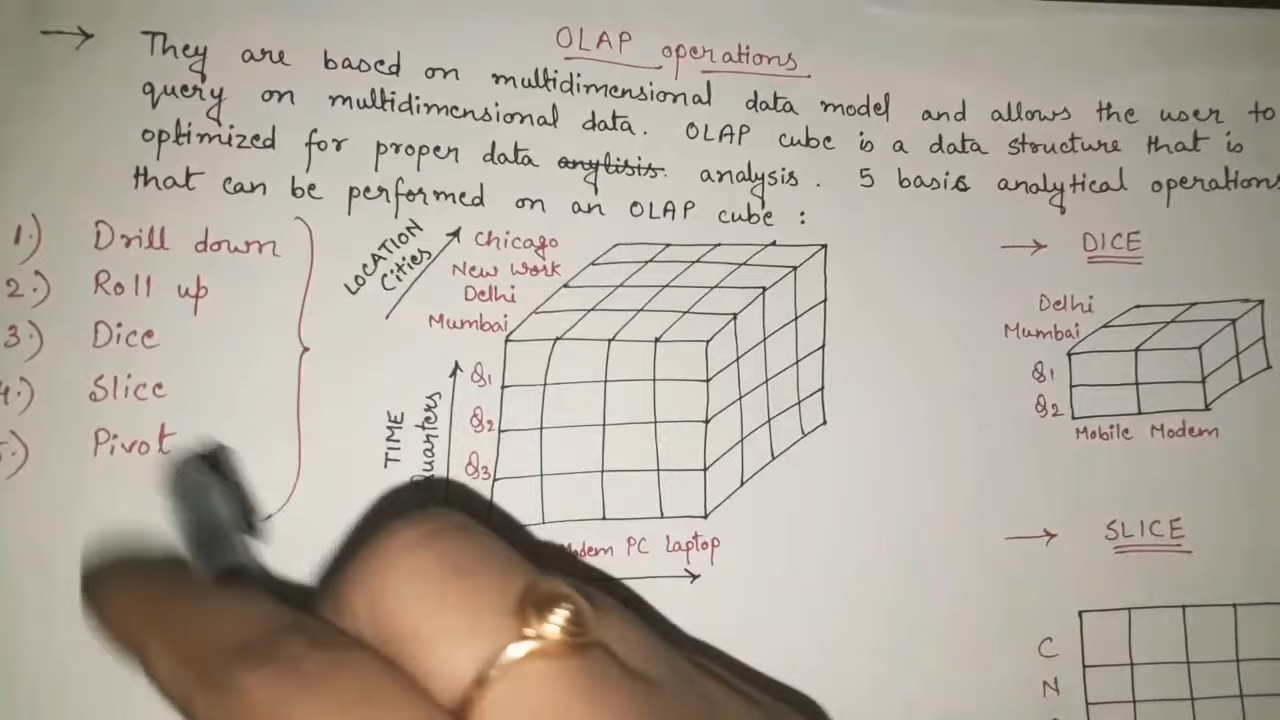 OLAP operations
→ They are based on multidimensional data model and allows the user to
query on multidimensional data. OLAP cube is a data structure that is
optimized for proper data anylisis. analysis. 5 basis analytical operations
that can be performed on an OLAP cube :
1.) Drill down
2.) Roll up
3.) Dice
4.) Slice
Pivot
LOCATION
Cities
Chicago
New Work
Delhi
Mumbai
TIME
Quarters
Q1
Q2
Q3
Modem PC laptop
→ DICE
Delhi
Mumbai
Q1
Q2
Mobile Modem
→ SLICE
C
N